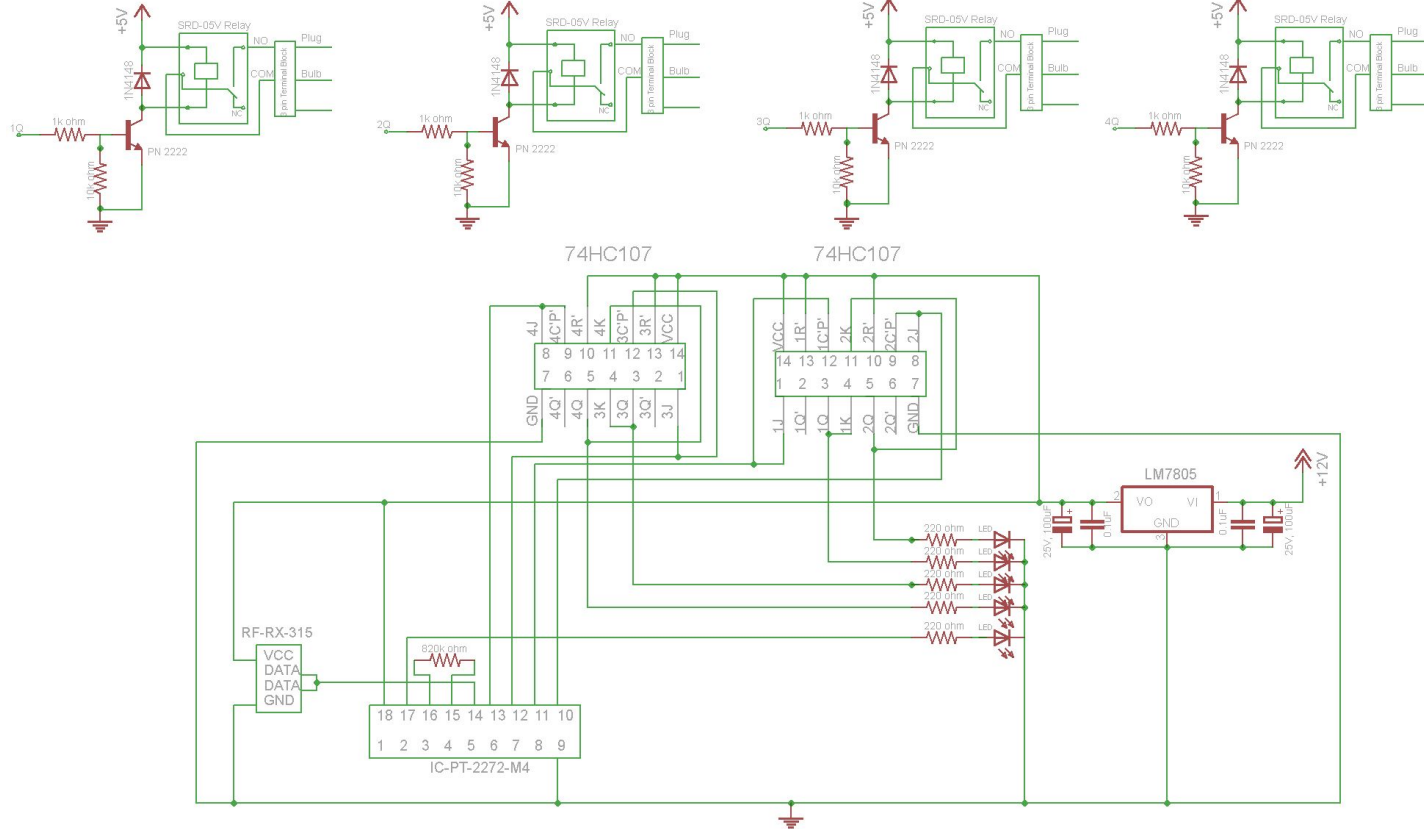 +5V
SRD-05V Relay
NO
COM
NC
1N4148
3 pin Terminal Block
Plug
Bulb
1Q
1k ohm
10k ohm
PN 2222
+5V
SRD-05V Relay
NO
COM
NC
1N4148
3 pin Terminal Block
Plug
Bulb
2Q
1k ohm
10k ohm
PN 2222
+5V
SRD-05V Relay
NO
COM
NC
1N4148
3 pin Terminal Block
Plug
Bulb
3Q
1k ohm
10k ohm
PN 2222
+5V
SRD-05V Relay
NO
COM
NC
1N4148
3 pin Terminal Block
Plug
Bulb
4Q
1k ohm
10k ohm
PN 2222
74HC107
4J 4C'P' 4R' 4K 3C'P' 3R' VCC
8 9 10 11 12 13 14
7 6 5 4 3 2 1
GND 4Q' 4Q 3K 3Q 3Q' 3J
74HC107
VCC 1R' 1C'P' 2K 2R' 2C'P' 2J
14 13 12 11 10 9 8
1 2 3 4 5 6 7
1J 1Q' 1Q 1K 2Q 2Q' GND
LM7805
+12V
2 VO VI 1
GND
3
25V, 100uF
0.1uF
0.1uF
25V, 100uF
220 ohm LED
220 ohm LED
220 ohm LED
220 ohm LED
220 ohm LED
RF-RX-315
VCC
DATA
DATA
GND
820k ohm
18 17 16 15 14 13 12 11 10
1 2 3 4 5 6 7 8 9
IC-PT-2272-M4